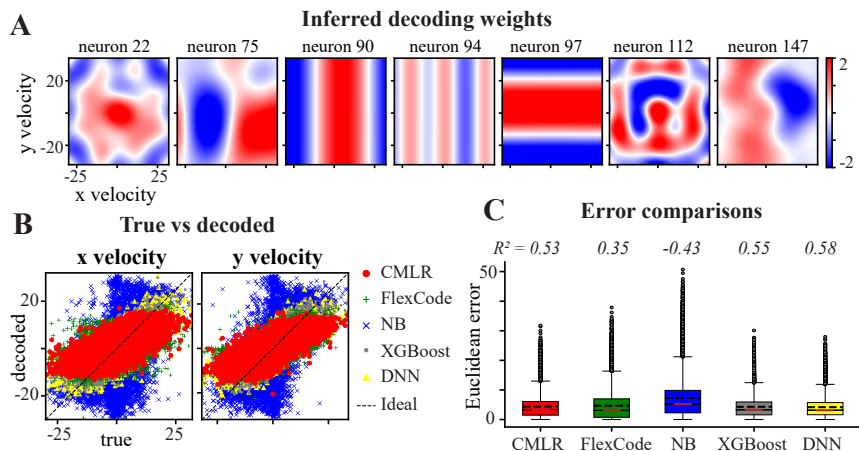 A
Inferred decoding weights
neuron 22 neuron 75 neuron 90 neuron 94 neuron 97 neuron 112 neuron 147
y velocity
20
-20
-25 25
x velocity
2
-2
B
True vs decoded
x velocity y velocity
decoded
20
-20
-25 25
true
CMLR
FlexCode
NB
XGBoost
DNN
Ideal
C
Error comparisons
R² = 0.53 0.35 -0.43 0.55 0.58
Euclidean error
50
0
CMLR FlexCode NB XGBoost DNN